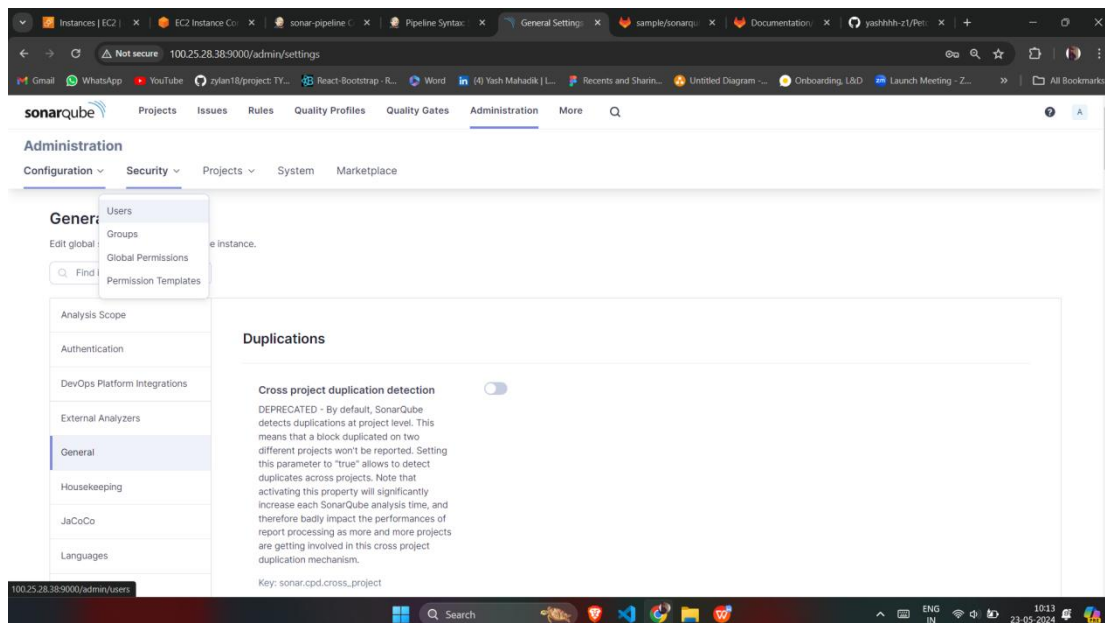 Instances | EC2 |
EC2 Instance Co
sonar-pipeline C
Pipeline Syntax:
General Settings
sample/sonarqu
Documentation/
yashhhh-z1/Petc
Not secure 100.25.28.38:9000/admin/settings
Gmail WhatsApp YouTube zylan18/project: TY... React-Bootstrap - R... Word (4) Yash Mahadik | L... Recents and Sharin... Untitled Diagram -... Onboarding, L&D Launch Meeting - Z... » All Bookmarks
sonarqube Projects Issues Rules Quality Profiles Quality Gates Administration More A
Administration
Configuration Security Projects System Marketplace
Genera
Users
Groups
Edit global e instance.
Global Permissions
Find
Permission Templates
Analysis Scope
Authentication
DevOps Platform Integrations
External Analyzers
General
Housekeeping
JaCoCo
Languages
Duplications
Cross project duplication detection
DEPRECATED - By default, SonarQube
detects duplications at project level. This
means that a block duplicated on two
different projects won't be reported. Setting
this parameter to "true" allows to detect
duplicates across projects. Note that
activating this property will significantly
increase each SonarQube analysis time, and
therefore badly impact the performances of
report processing as more and more projects
are getting involved in this cross project
duplication mechanism.
Key: sonar.cpd.cross_project
100.25.28.38:9000/admin/users
Search
ENG
IN
10:13
23-05-2024